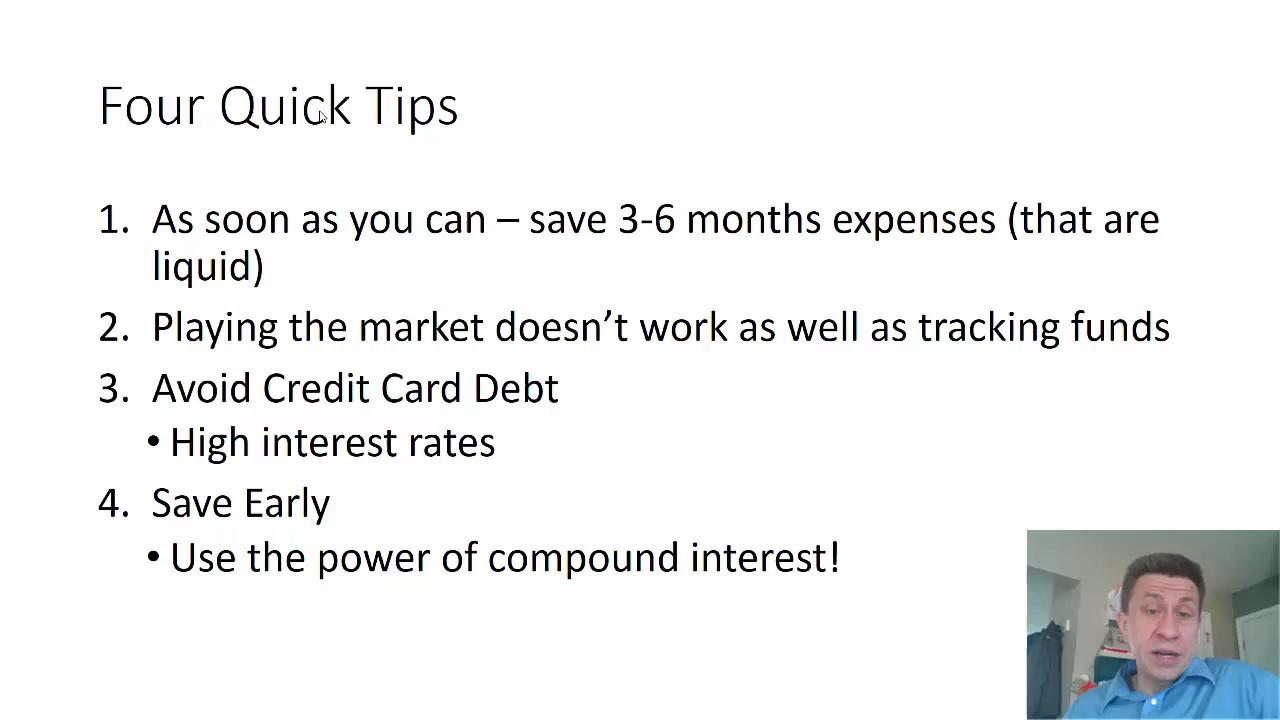 Four Quick Tips
1. As soon as you can – save 3-6 months expenses (that are
liquid)
2. Playing the market doesn’t work as well as tracking funds
3. Avoid Credit Card Debt
• High interest rates
4. Save Early
• Use the power of compound interest!